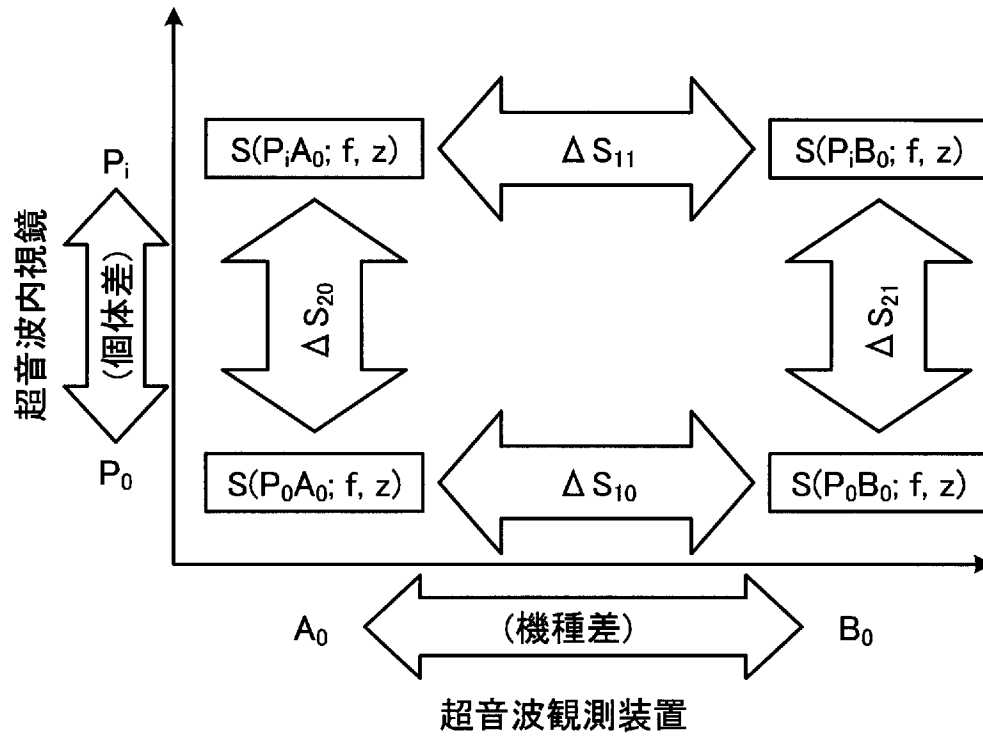 S(PᵢA₀; f, z)
ΔS₁₁
S(PᵢB₀; f, z)
Pᵢ
超音波内視鏡
(個体差)
ΔS₂₀
ΔS₂₁
P₀
S(P₀A₀; f, z)
ΔS₁₀
S(P₀B₀; f, z)
A₀
(機種差)
B₀
超音波観測装置